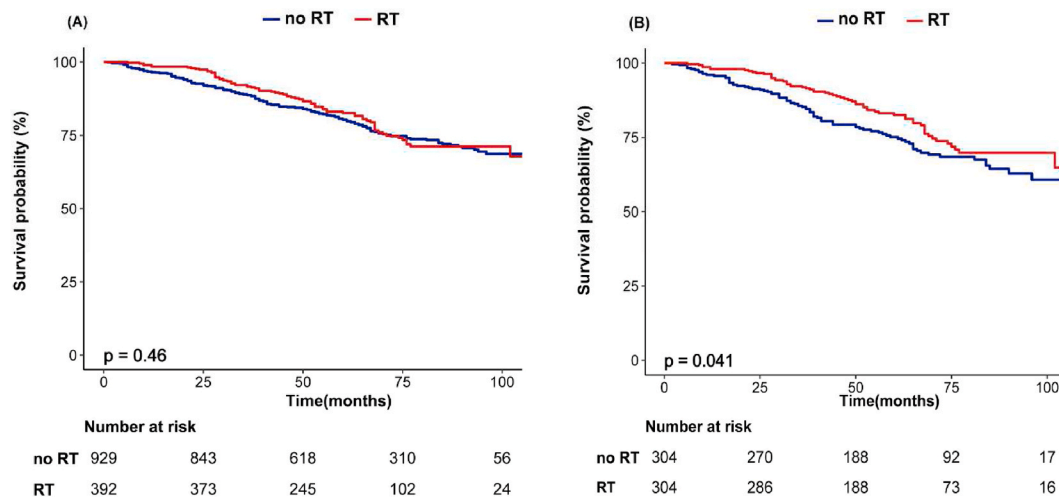 (A)
no RT RT
Survival probability (%)
100
75
50
25
0
p = 0.46
0 25 50 75 100
Time(months)
Number at risk
no RT 929 843 618 310 56
RT 392 373 245 102 24
(B)
no RT RT
Survival probability (%)
100
75
50
25
0
p = 0.041
0 25 50 75 100
Time(months)
Number at risk
no RT 304 270 188 92 17
RT 304 286 188 73 16